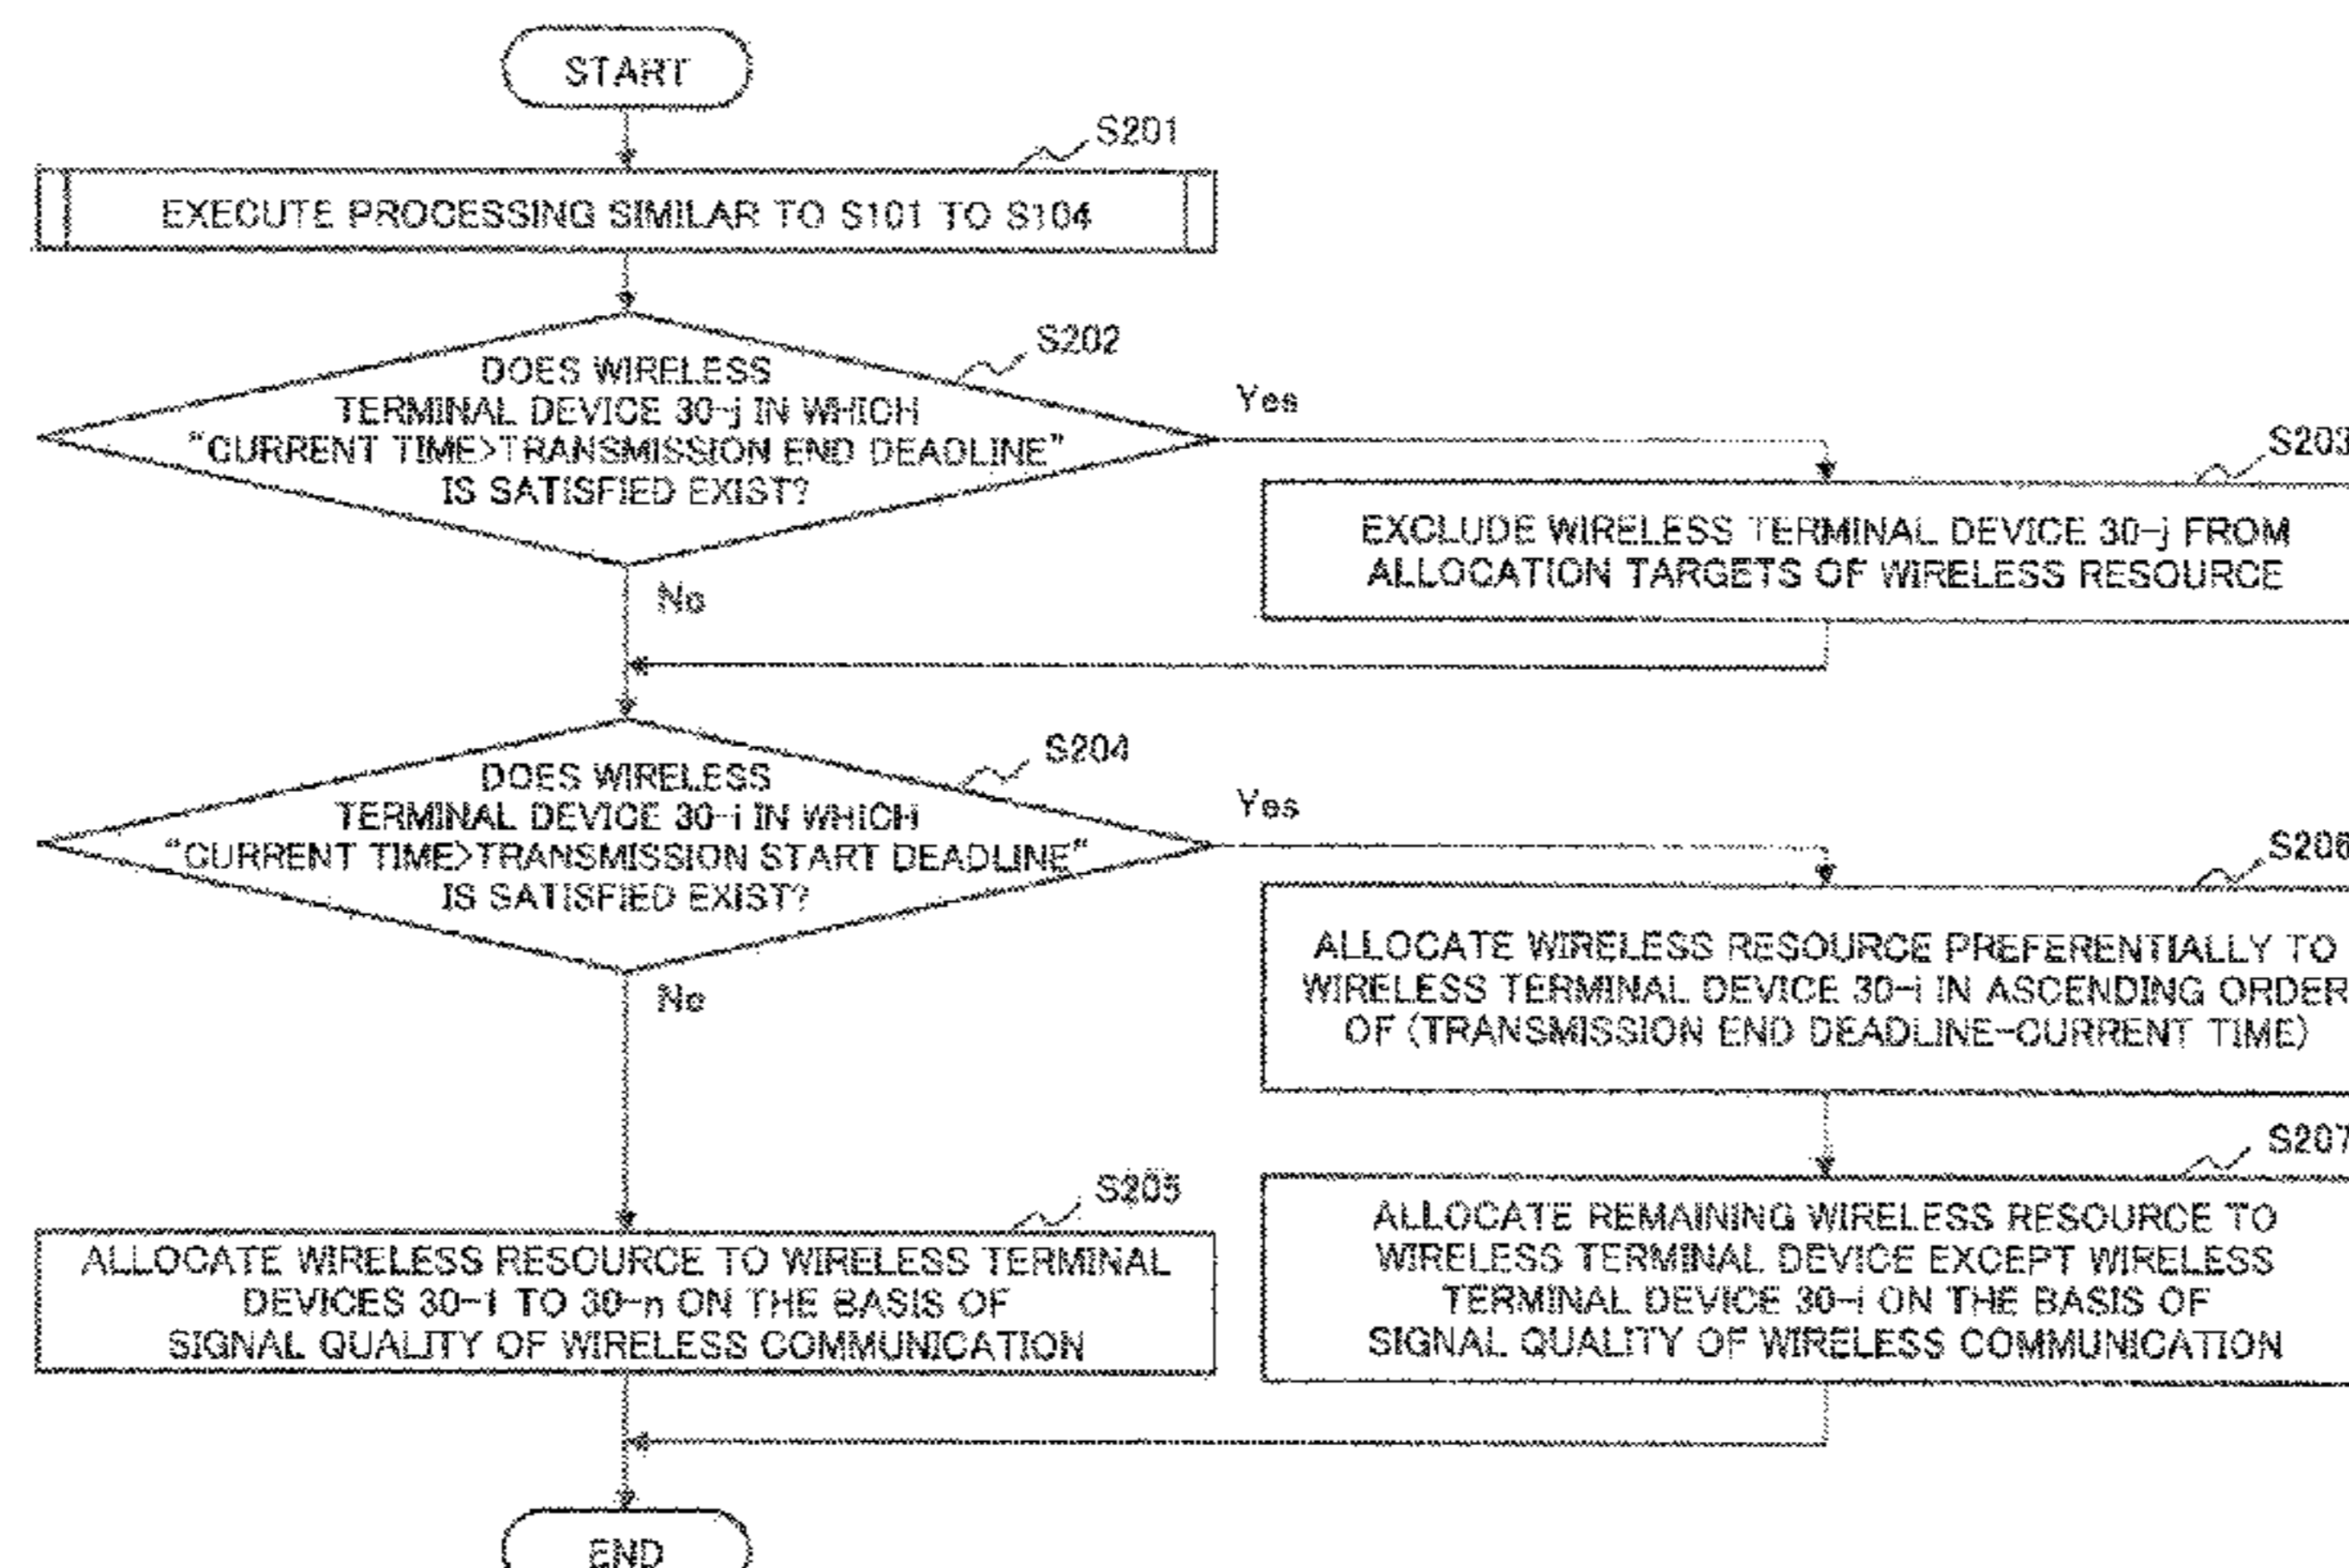 START
S201
EXECUTE PROCESSING SIMILAR TO S101 TO S104
S202
DOES WIRELESS
TERMINAL DEVICE 30-j IN WHICH
“CURRENT TIME>TRANSMISSION END DEADLINE”
IS SATISFIED EXIST?
Yes
No
S203
EXCLUDE WIRELESS TERMINAL DEVICE 30-j FROM
ALLOCATION TARGETS OF WIRELESS RESOURCE
S204
DOES WIRELESS
TERMINAL DEVICE 30-i IN WHICH
“CURRENT TIME>TRANSMISSION START DEADLINE”
IS SATISFIED EXIST?
Yes
No
S206
ALLOCATE WIRELESS RESOURCE PREFERENTIALLY TO
WIRELESS TERMINAL DEVICE 30-i IN ASCENDING ORDER
OF (TRANSMISSION END DEADLINE-CURRENT TIME)
S205
ALLOCATE WIRELESS RESOURCE TO WIRELESS TERMINAL
DEVICES 30-1 TO 30-n ON THE BASIS OF
SIGNAL QUALITY OF WIRELESS COMMUNICATION
S207
ALLOCATE REMAINING WIRELESS RESOURCE TO
WIRELESS TERMINAL DEVICE EXCEPT WIRELESS
TERMINAL DEVICE 30-i ON THE BASIS OF
SIGNAL QUALITY OF WIRELESS COMMUNICATION
END